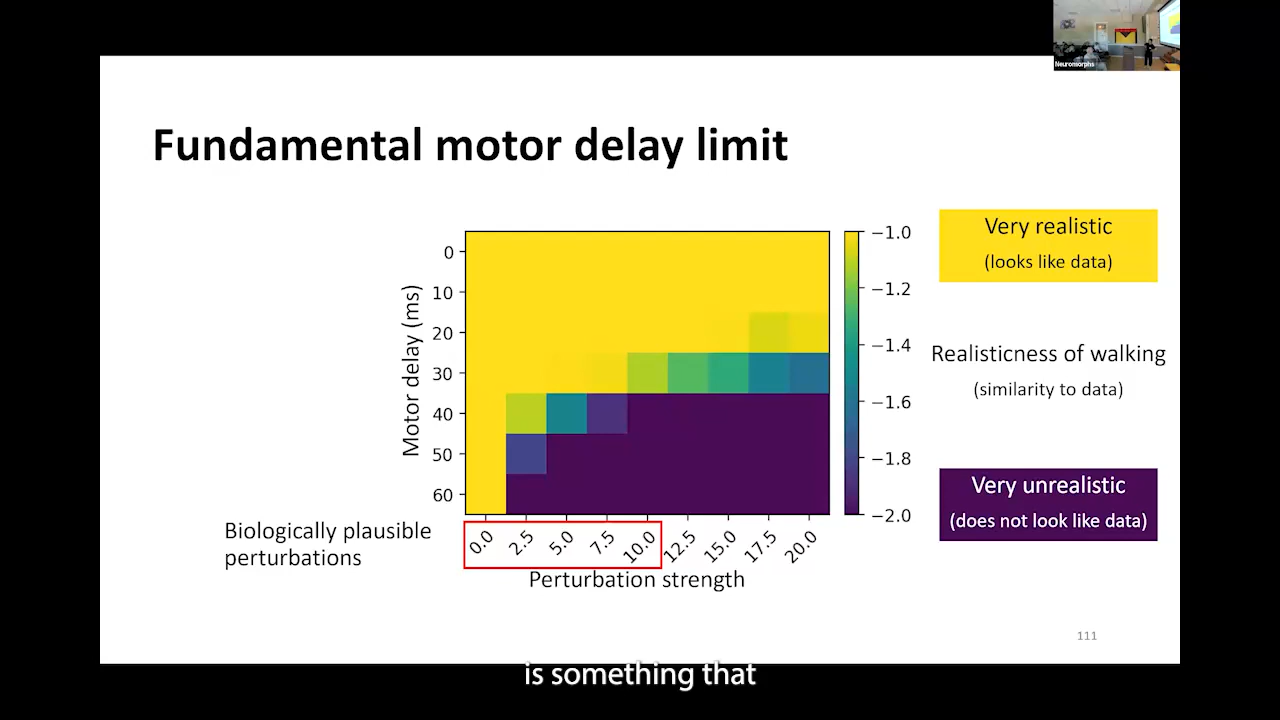 Neuromorphs
Fundamental motor delay limit
Motor delay (ms)
0
10
20
30
40
50
60
0.0
2.5
5.0
7.5
10.0
12.5
15.0
17.5
20.0
Perturbation strength
Biologically plausible
perturbations
−1.0
−1.2
−1.4
−1.6
−1.8
−2.0
Very realistic
(looks like data)
Realisticness of walking
(similarity to data)
Very unrealistic
(does not look like data)
111
is something that